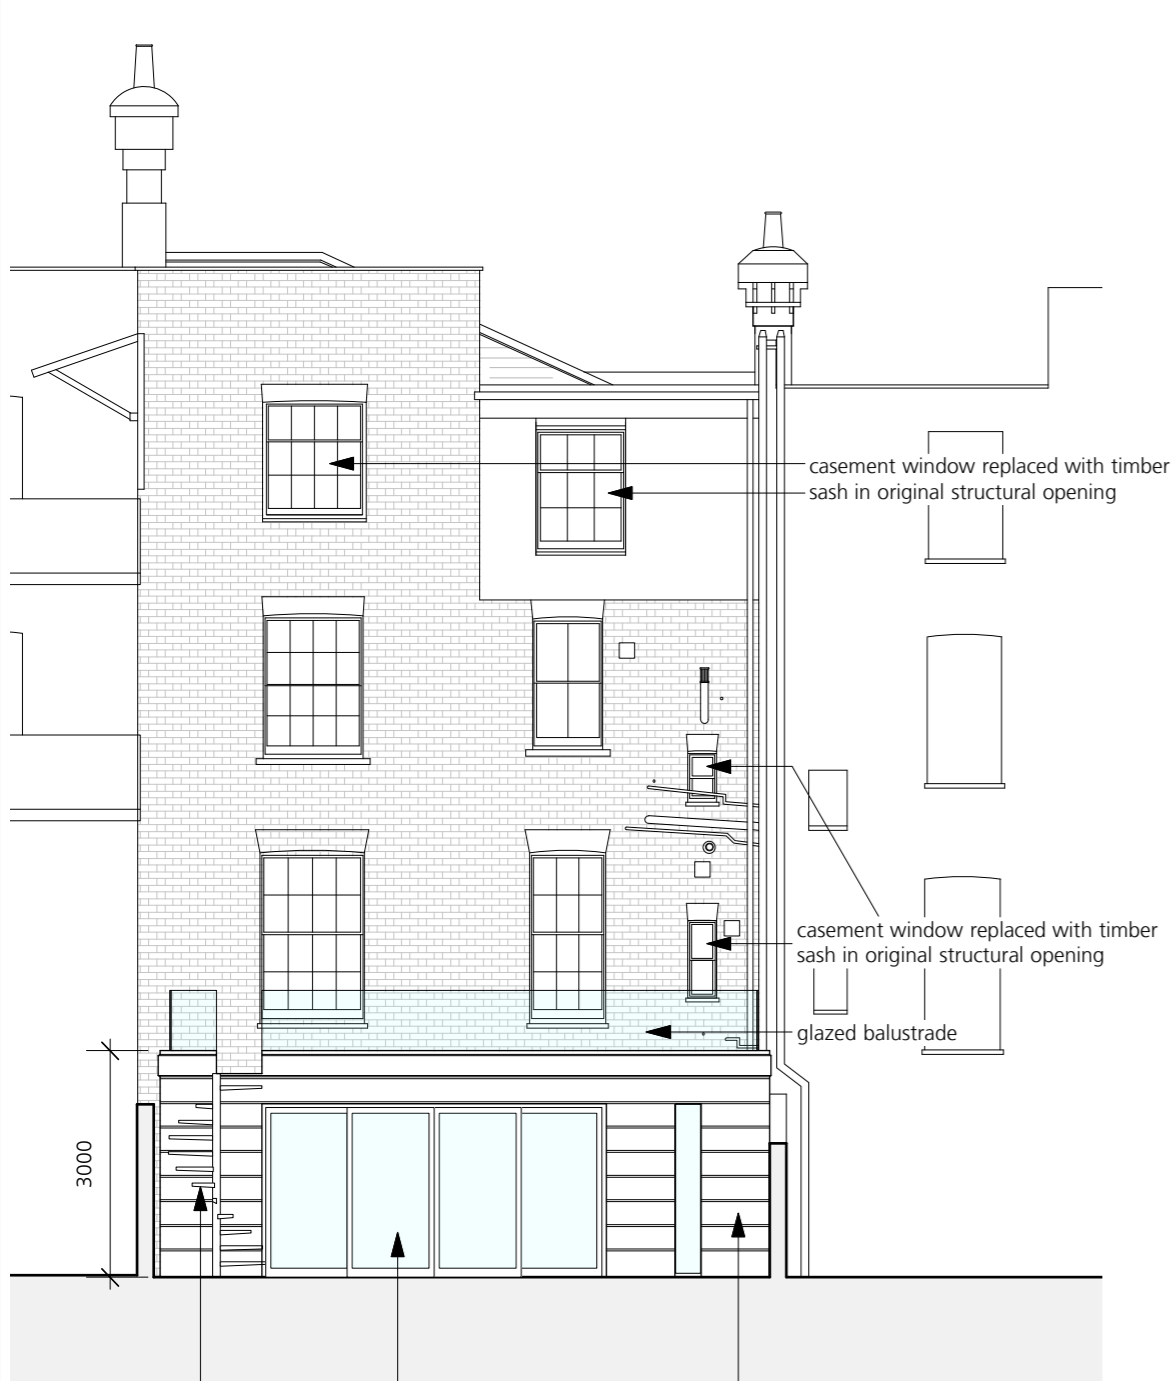 casement window replaced with timber
sash in original structural opening
casement window replaced with timber
sash in original structural opening
glazed balustrade
3000